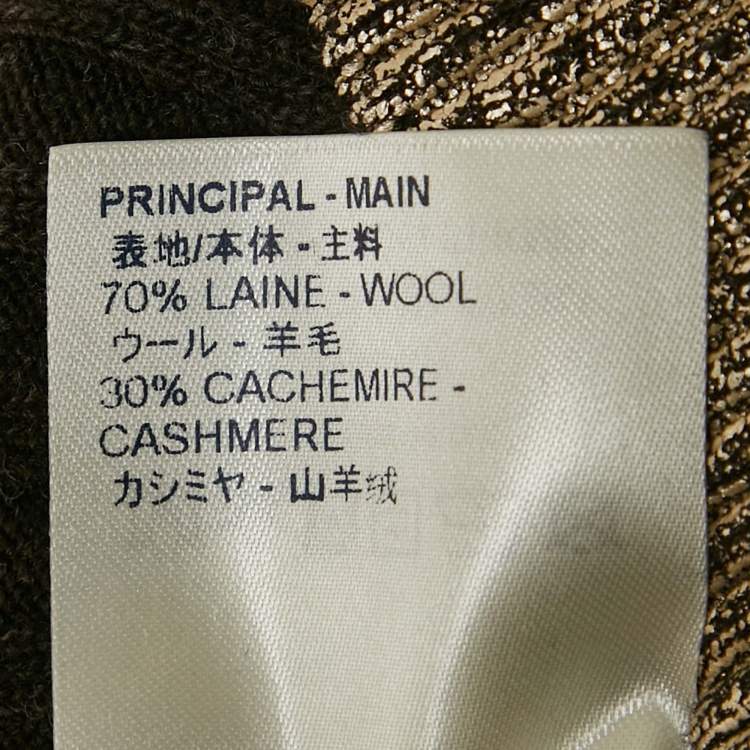 PRINCIPAL - MAIN
表地/本体 - 主料
70% LAINE - WOOL
ウール - 羊毛
30% CACHEMIRE -
CASHMERE
カシミヤ - 山羊绒